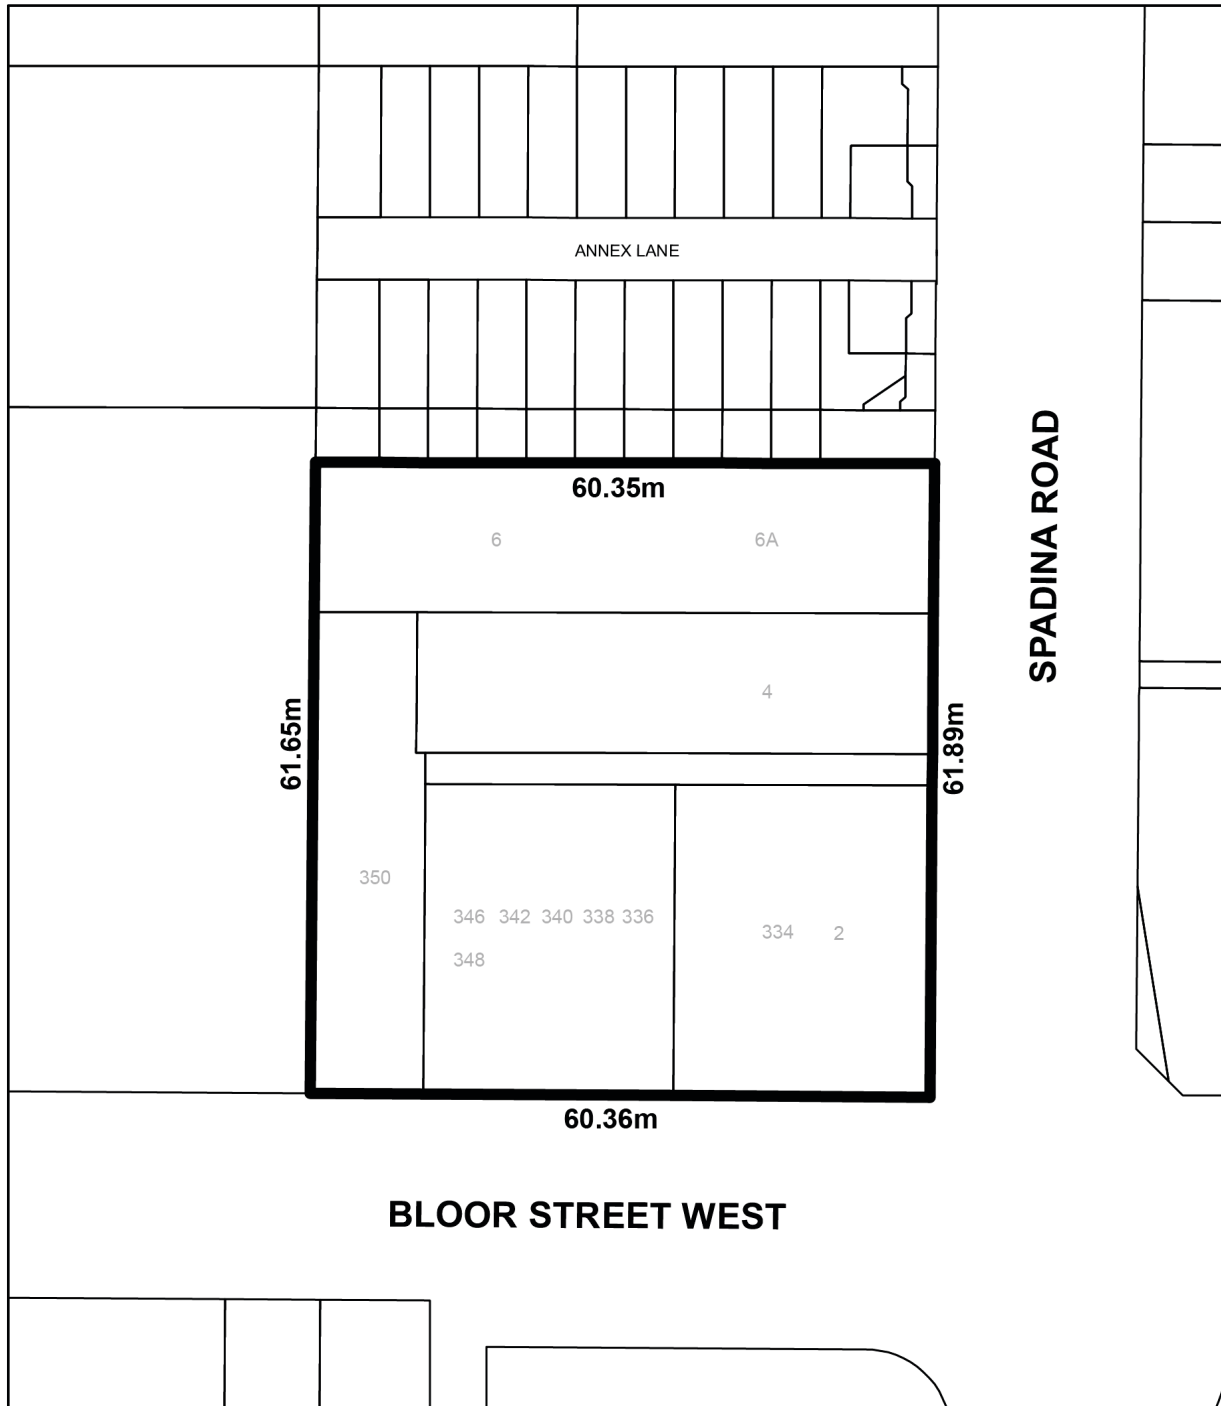 ANNEX LANE
60.35m
6 6A
SPADINA ROAD
4
61.65m
61.89m
350
346 342 340 338 336
348
334 2
60.36m
BLOOR STREET WEST